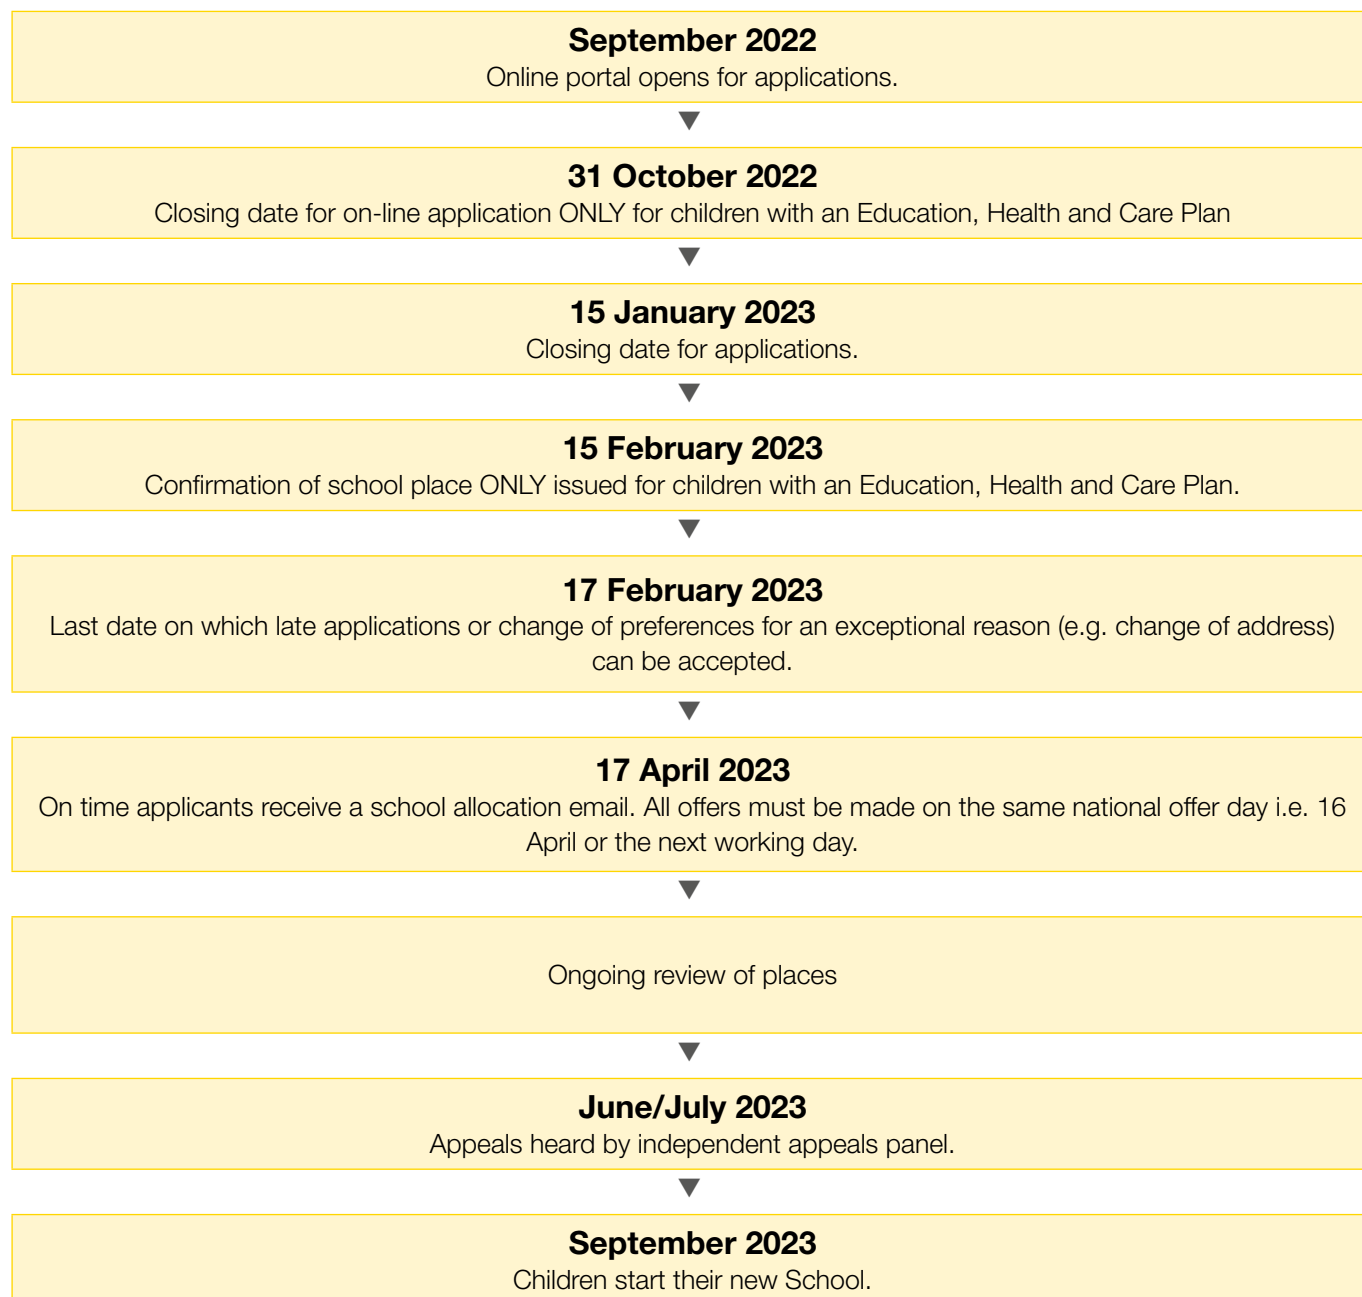 September 2022
Online portal opens for applications.
31 October 2022
Closing date for on-line application ONLY for children with an Education, Health and Care Plan
15 January 2023
Closing date for applications.
15 February 2023
Confirmation of school place ONLY issued for children with an Education, Health and Care Plan.
17 February 2023
Last date on which late applications or change of preferences for an exceptional reason (e.g. change of address)
can be accepted.
17 April 2023
On time applicants receive a school allocation email. All offers must be made on the same national offer day i.e. 16
April or the next working day.
Ongoing review of places
June/July 2023
Appeals heard by independent appeals panel.
September 2023
Children start their new School.